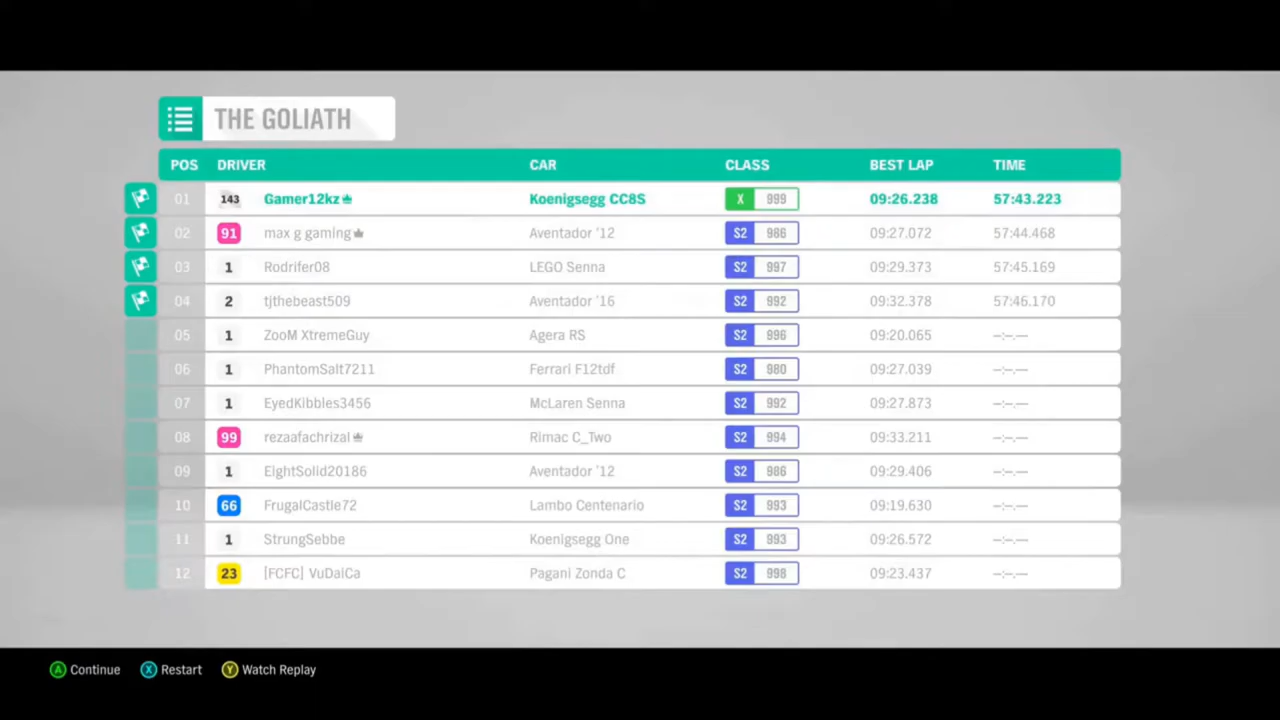 THE GOLIATH
POS DRIVER CAR CLASS BEST LAP TIME
01 143 Gamer12kz Koenigsegg CC8S X 999 09:26.238 57:43.223
02 91 max g gaming Aventador '12 S2 986 09:27.072 57:44.468
03 1 Rodrifer08 LEGO Senna S2 997 09:29.373 57:45.169
04 2 tjthebeast509 Aventador '16 S2 992 09:32.378 57:46.170
05 1 ZooM XtremeGuy Agera RS S2 996 09:20.065 --:--.---
06 1 PhantomSalt7211 Ferrari F12tdf S2 980 09:27.039 --:--.---
07 1 EyedKibbles3456 McLaren Senna S2 992 09:27.873 --:--.---
08 99 rezaafachrizal Rimac C_Two S2 994 09:33.211 --:--.---
09 1 EightSolid20186 Aventador '12 S2 986 09:29.406 --:--.---
10 66 FrugalCastle72 Lambo Centenario S2 993 09:19.630 --:--.---
11 1 StrungSebbe Koenigsegg One S2 993 09:26.572 --:--.---
12 23 [FCFC] VuDaiCa Pagani Zonda C S2 998 09:23.437 --:--.---
A Continue X Restart Y Watch Replay